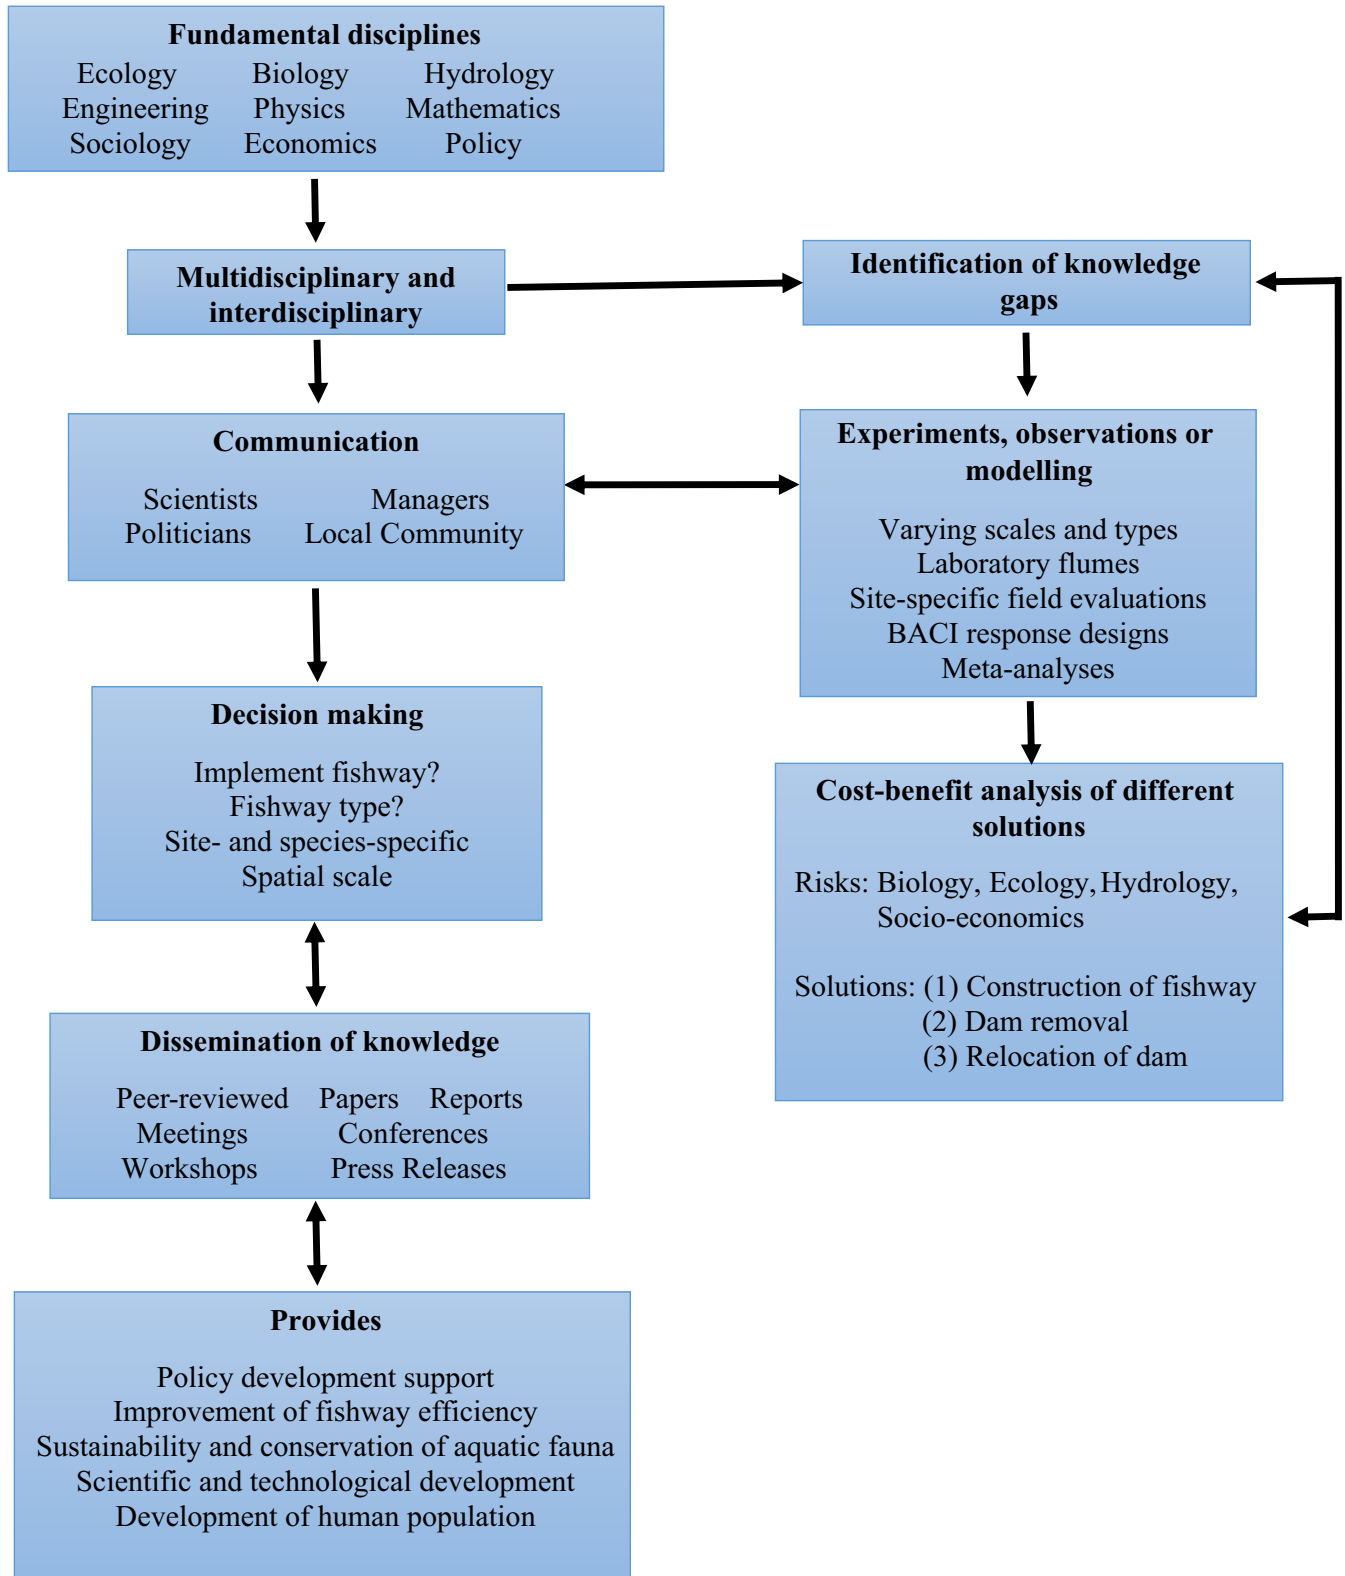 Fundamental disciplines
Ecology Biology Hydrology
Engineering Physics Mathematics
Sociology Economics Policy
Multidisciplinary and
interdisciplinary
Identification of knowledge
gaps
Communication
Scientists Managers
Politicians Local Community
Experiments, observations or
modelling
Varying scales and types
Laboratory flumes
Site-specific field evaluations
BACI response designs
Meta-analyses
Decision making
Implement fishway?
Fishway type?
Site- and species-specific
Spatial scale
Cost-benefit analysis of different
solutions
Risks: Biology, Ecology, Hydrology,
Socio-economics
Solutions: (1) Construction of fishway
(2) Dam removal
(3) Relocation of dam
Dissemination of knowledge
Peer-reviewed Papers Reports
Meetings Conferences
Workshops Press Releases
Provides
Policy development support
Improvement of fishway efficiency
Sustainability and conservation of aquatic fauna
Scientific and technological development
Development of human population